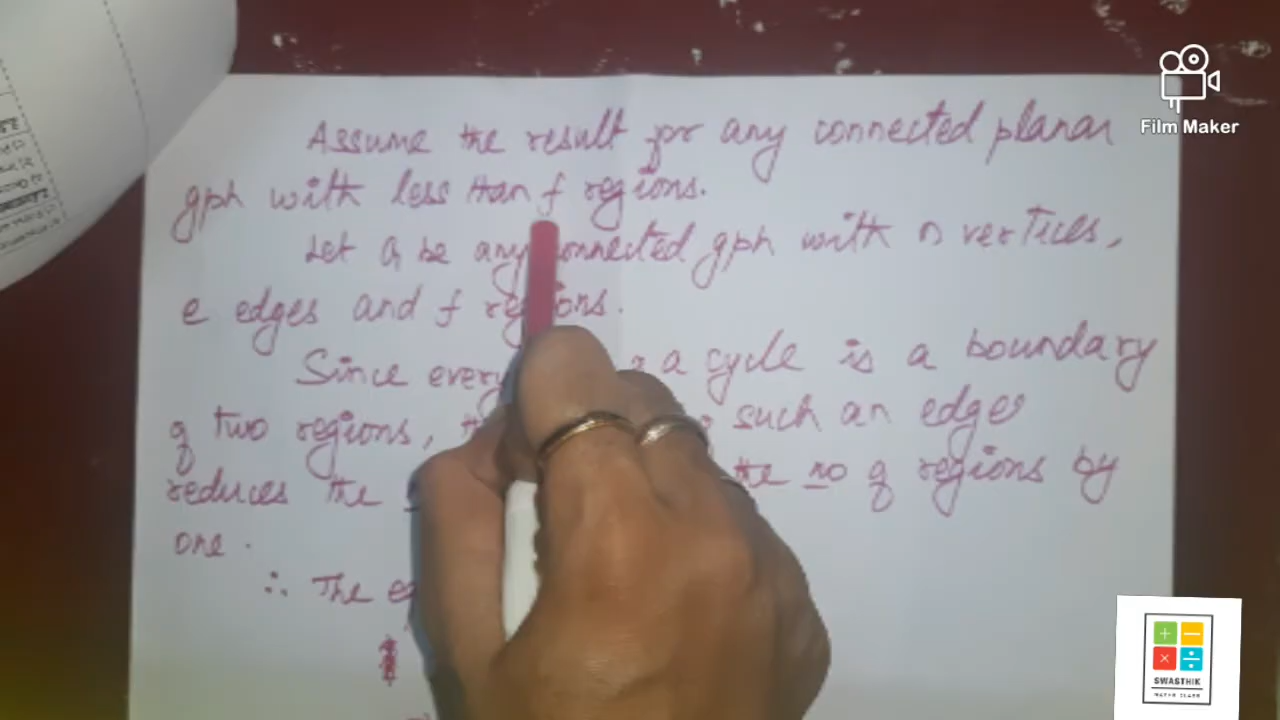 Assume the result for any connected planar
gph with less than f regions.
Let G be any connected gph with n vertices,
e edges and f regions.
Since every a cycle is a boundary
of two regions, such an edges
reduces the the no of regions by
one.
∴ The
Film Maker
SWASTHIK